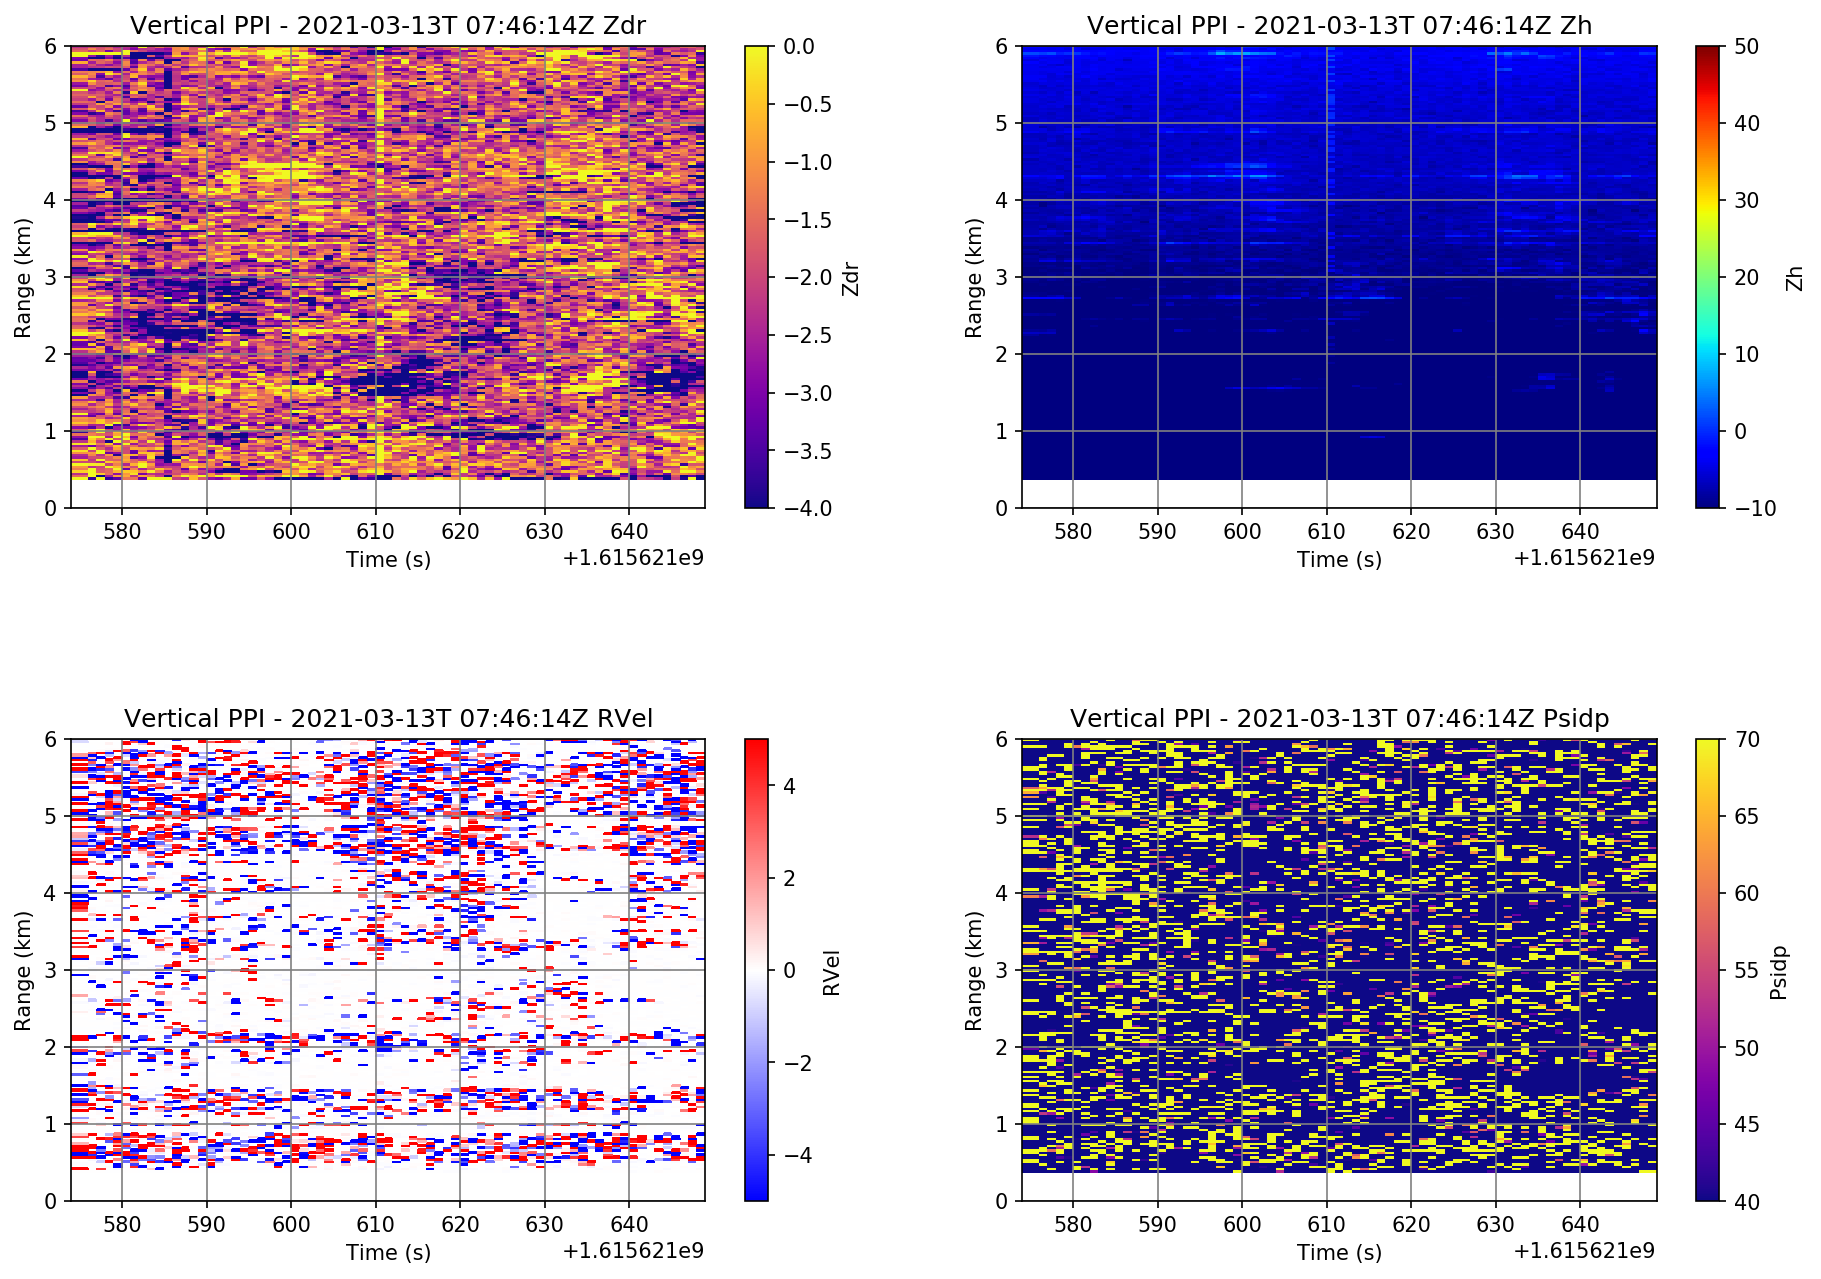 Vertical PPI - 2021-03-13T 07:46:14Z Zdr
6
5
4
3
2
1
0
Range (km)
580 590 600 610 620 630 640
Time (s)
+1.615621e9
0.0
−0.5
−1.0
−1.5
−2.0
−2.5
−3.0
−3.5
−4.0
Zdr
Vertical PPI - 2021-03-13T 07:46:14Z Zh
6
5
4
3
2
1
0
Range (km)
580 590 600 610 620 630 640
Time (s)
+1.615621e9
50
40
30
20
10
0
−10
Zh
Vertical PPI - 2021-03-13T 07:46:14Z RVel
6
5
4
3
2
1
0
Range (km)
580 590 600 610 620 630 640
Time (s)
+1.615621e9
4
2
0
−2
−4
RVel
Vertical PPI - 2021-03-13T 07:46:14Z Psidp
6
5
4
3
2
1
0
Range (km)
580 590 600 610 620 630 640
Time (s)
+1.615621e9
70
65
60
55
50
45
40
Psidp